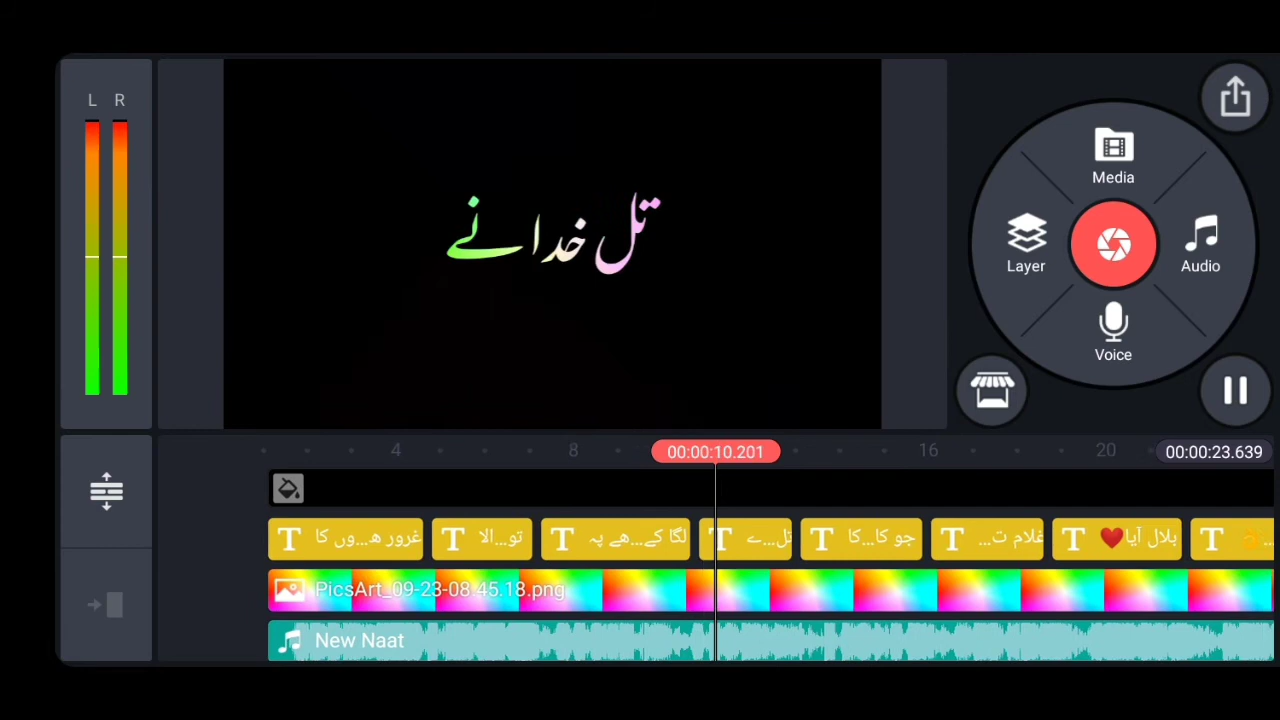 L R
تل خدا نے
Media
Layer
Audio
Voice
4
8
00:00:10.201
16
20
00:00:23.639
T غرور ھ...وں کا
T تو...الا
T لگا کے...ھے پہ
T تل...ے
T جو کا...کا
T غلام ت...
T بلال آیا❤️
T
PicsArt_09-23-08.45.18.png
New Naat